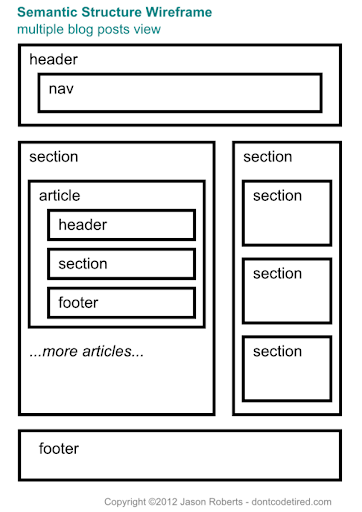 Semantic Structure Wireframe
multiple blog posts view
header
nav
section
article
header
section
footer
...more articles...
section
section
section
section
footer
Copyright ©2012 Jason Roberts - dontcodetired.com